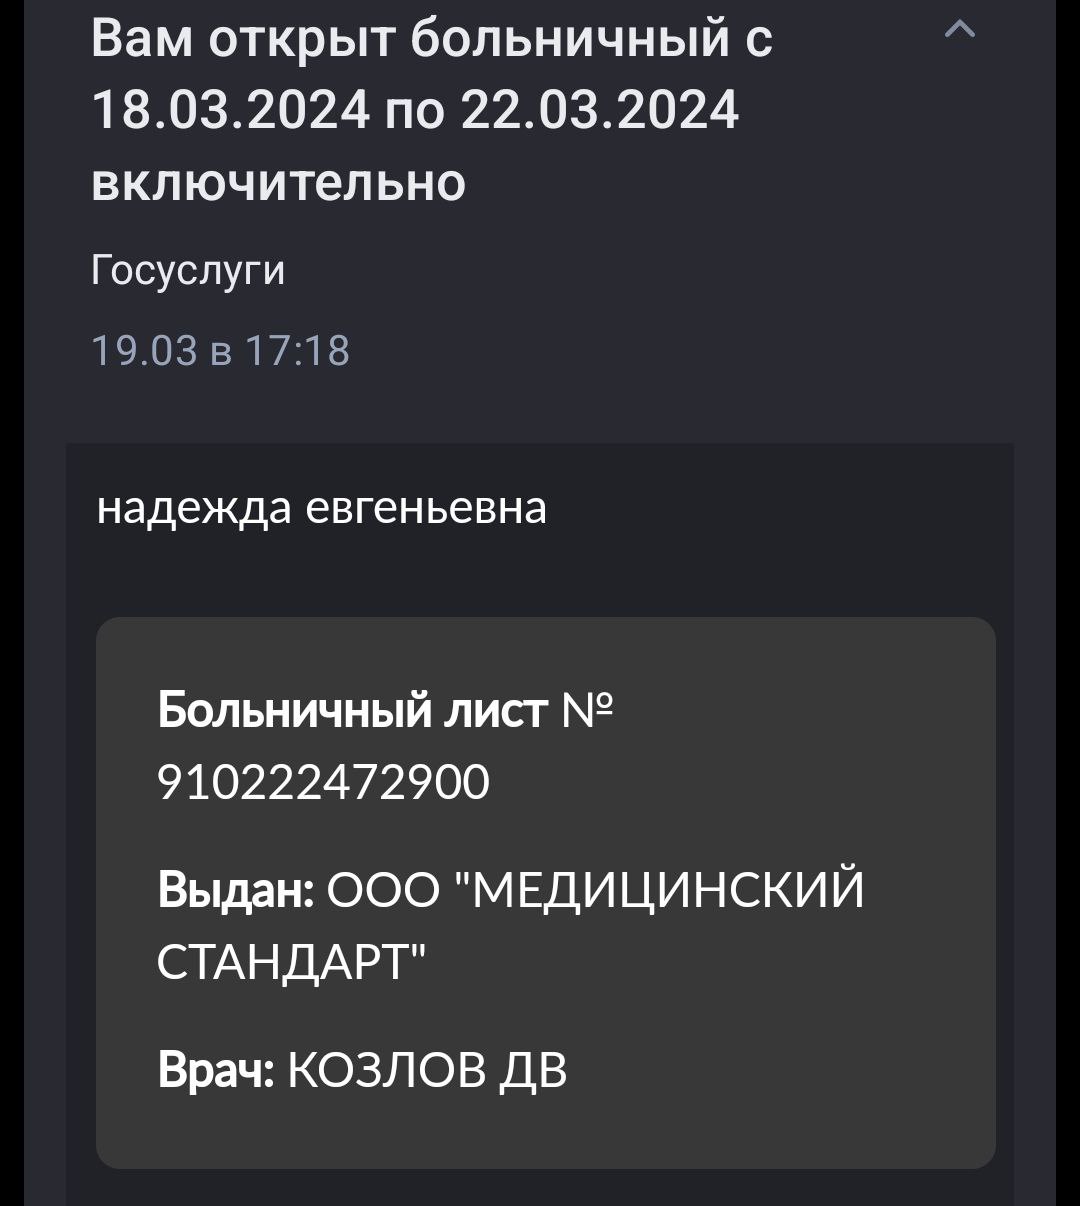 Вам открыт больничный с
18.03.2024 по 22.03.2024
включительно
Госуслуги
19.03 в 17:18
надежда евгеньевна
Больничный лист №
910222472900
Выдан: ООО "МЕДИЦИНСКИЙ
СТАНДАРТ"
Врач: КОЗЛОВ ДВ